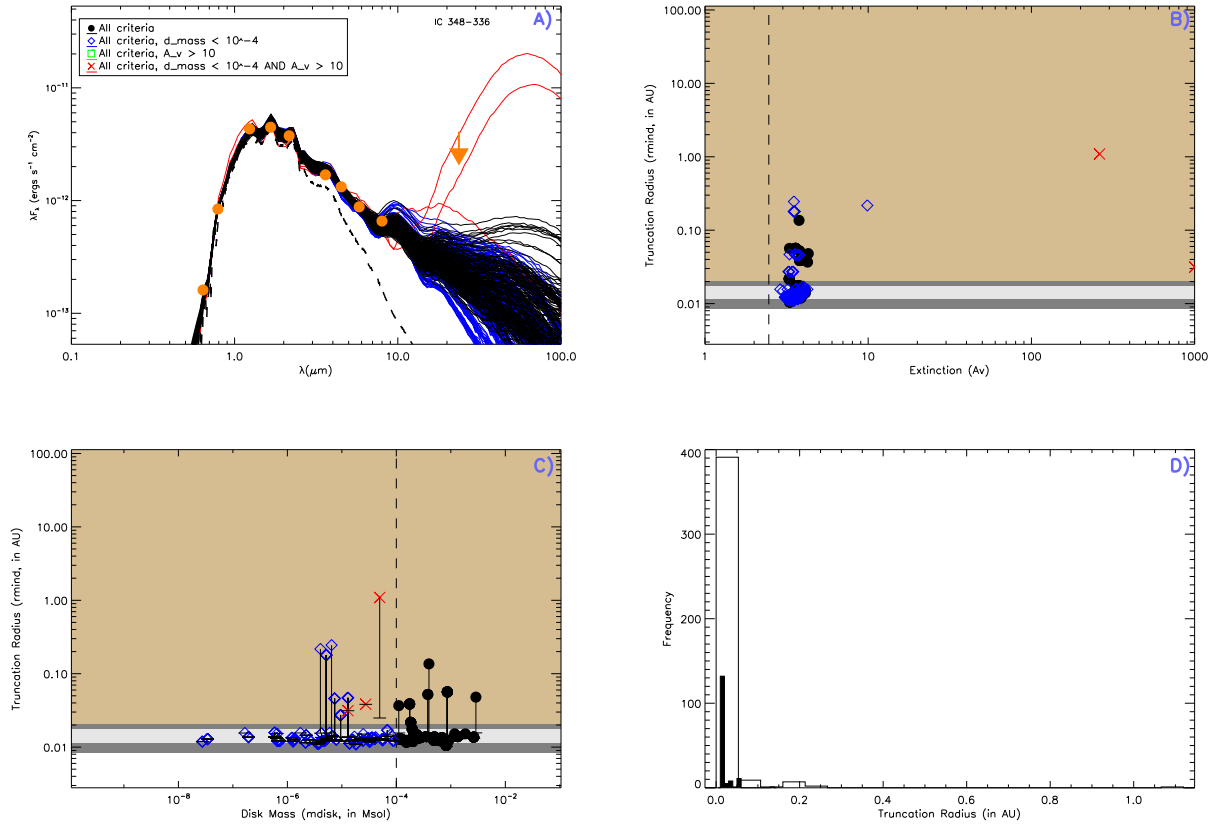 IC 348-336
A)
All criteria
All criteria, d_mass < 10^-4
All criteria, A_v > 10
All criteria, d_mass < 10^-4 AND A_v > 10
10⁻¹¹
10⁻¹²
10⁻¹³
λFλ (ergs s⁻¹ cm⁻²)
0.1 1.0 10.0 100.0
λ(μm)
B)
100.00
10.00
1.00
0.10
0.01
Truncation Radius (rmind, in AU)
1 10 100 1000
Extinction (Av)
C)
100.00
10.00
1.00
0.10
0.01
Truncation Radius (rmind, in AU)
10⁻⁸ 10⁻⁶ 10⁻⁴ 10⁻²
Disk Mass (mdisk, in Msol)
D)
400
300
200
100
0
Frequency
0.0 0.2 0.4 0.6 0.8 1.0
Truncation Radius (in AU)